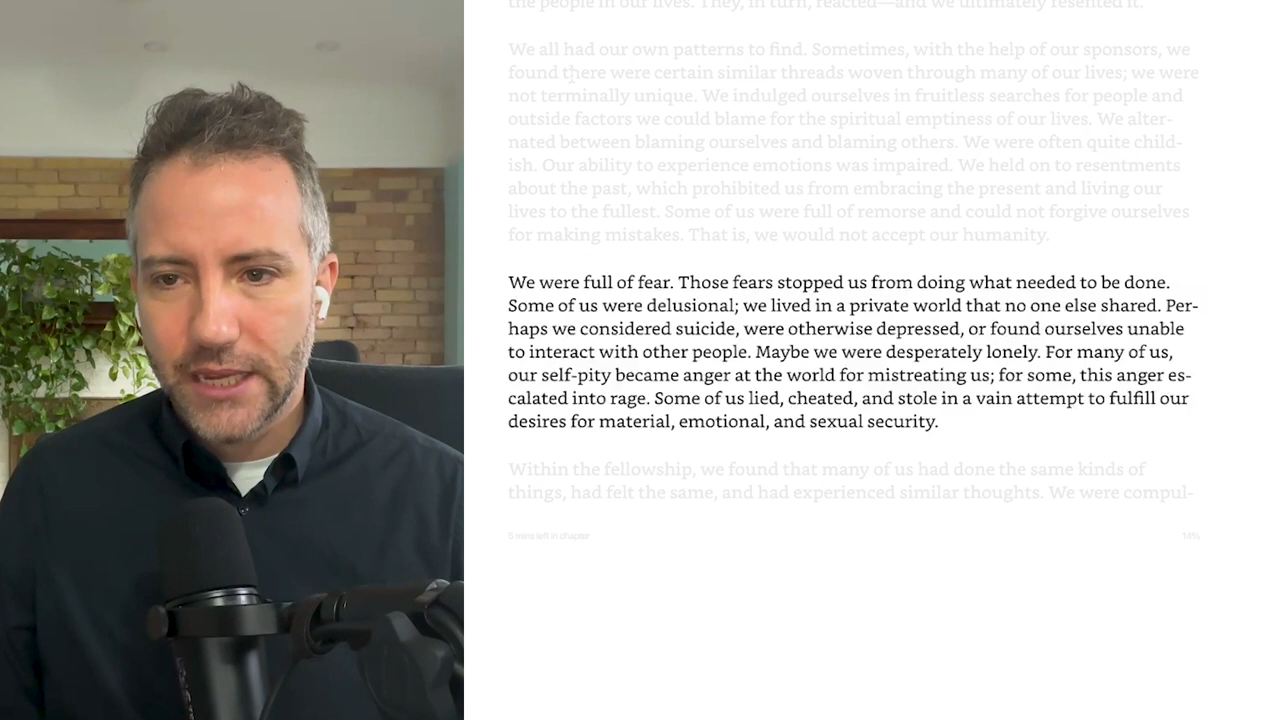 the people in our lives. They, in turn, reacted—and we ultimately resented it.
We all had our own patterns to find. Sometimes, with the help of our sponsors, we
found there were certain similar threads woven through many of our lives; we were
not terminally unique. We indulged ourselves in fruitless searches for people and
outside factors we could blame for the spiritual emptiness of our lives. We alter-
nated between blaming ourselves and blaming others. We were often quite child-
ish. Our ability to experience emotions was impaired. We held on to resentments
about the past, which prohibited us from embracing the present and living our
lives to the fullest. Some of us were full of remorse and could not forgive ourselves
for making mistakes. That is, we would not accept our humanity.
We were full of fear. Those fears stopped us from doing what needed to be done.
Some of us were delusional; we lived in a private world that no one else shared. Per-
haps we considered suicide, were otherwise depressed, or found ourselves unable
to interact with other people. Maybe we were desperately lonely. For many of us,
our self-pity became anger at the world for mistreating us; for some, this anger es-
calated into rage. Some of us lied, cheated, and stole in a vain attempt to fulfill our
desires for material, emotional, and sexual security.
Within the fellowship, we found that many of us had done the same kinds of
things, had felt the same, and had experienced similar thoughts. We were compul-
6 mins left in chapter 14%